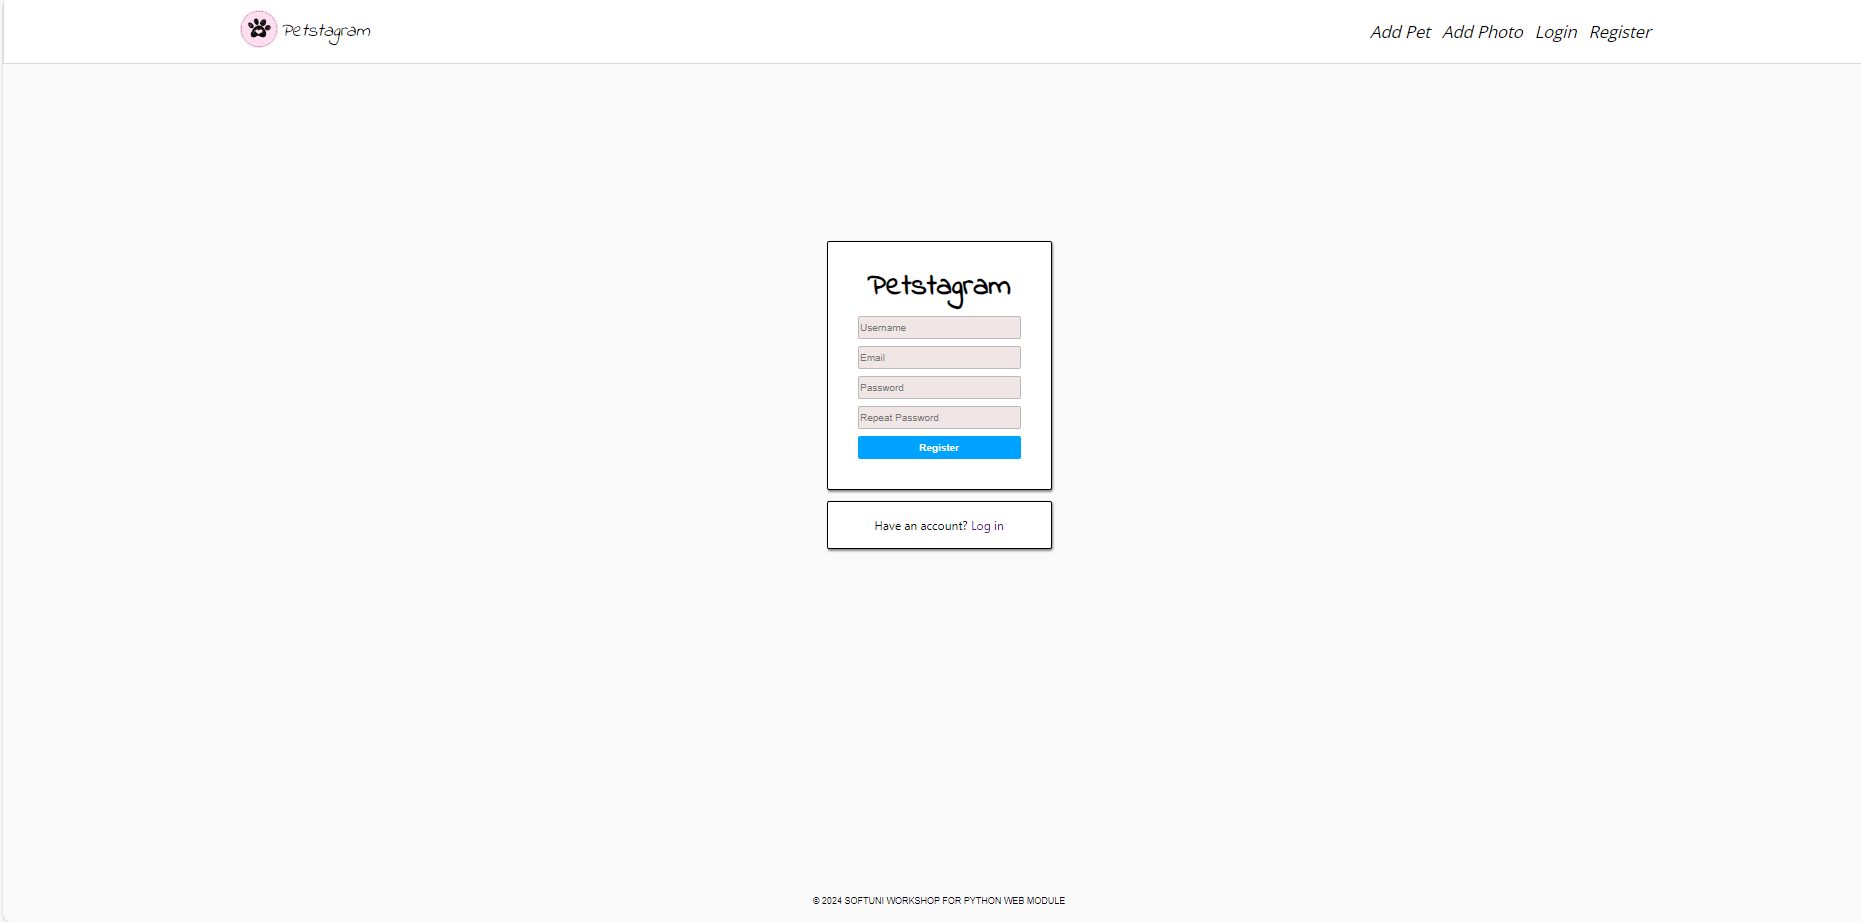 Petstagram
Add Pet Add Photo Login Register
Petstagram
Username
Email
Password
Repeat Password
Register
Have an account? Log in
© 2024 SOFTUNI WORKSHOP FOR PYTHON WEB MODULE